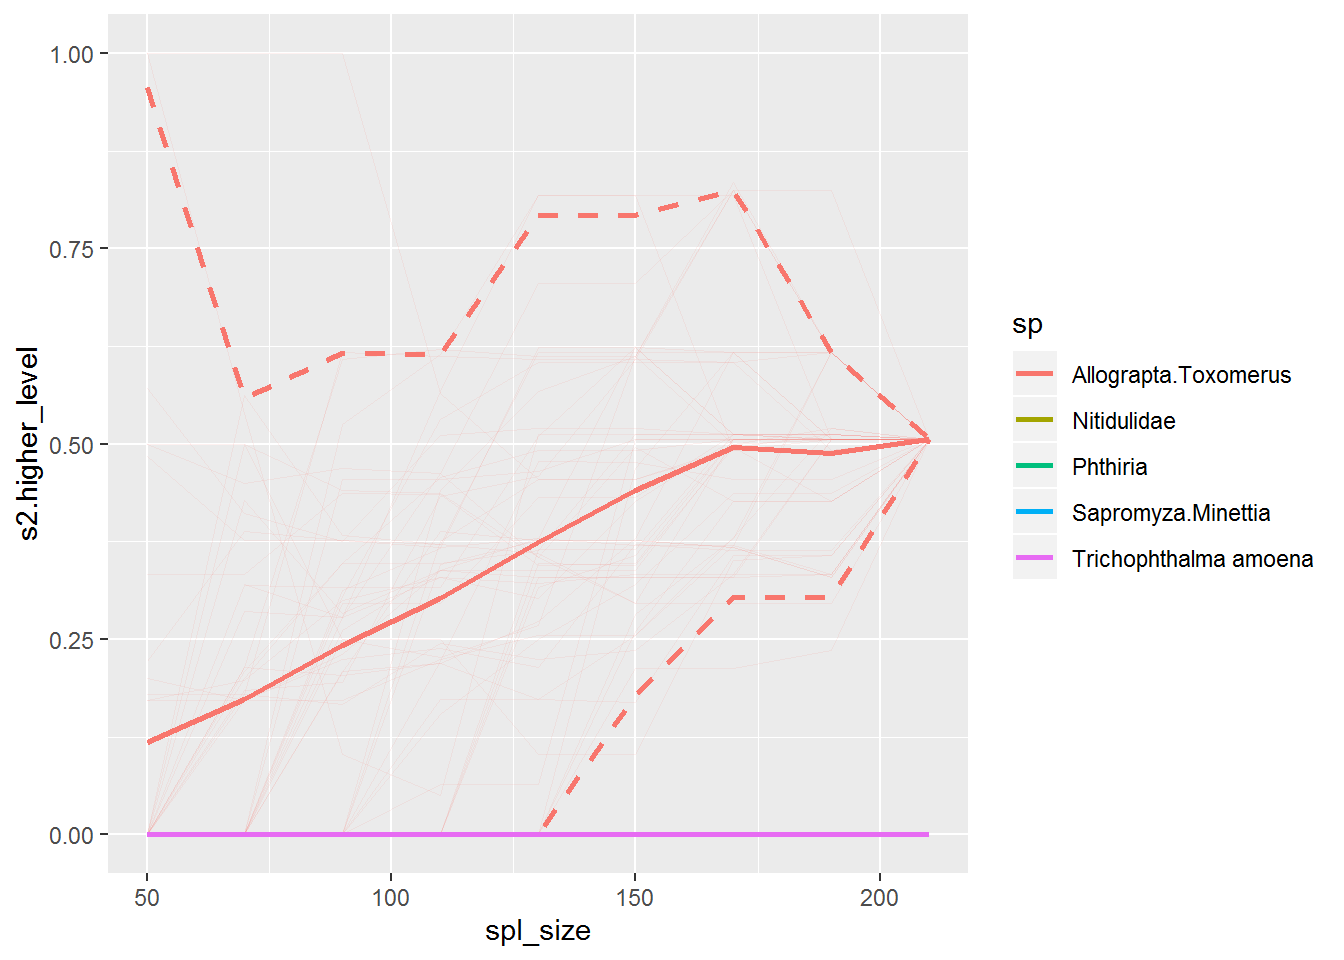 1.00
0.75
0.50
0.25
0.00
s2.higher_level
50
100
150
200
spl_size
sp
Allograpta.Toxomerus
Nitidulidae
Phthiria
Sapromyza.Minettia
Trichophthalma amoena